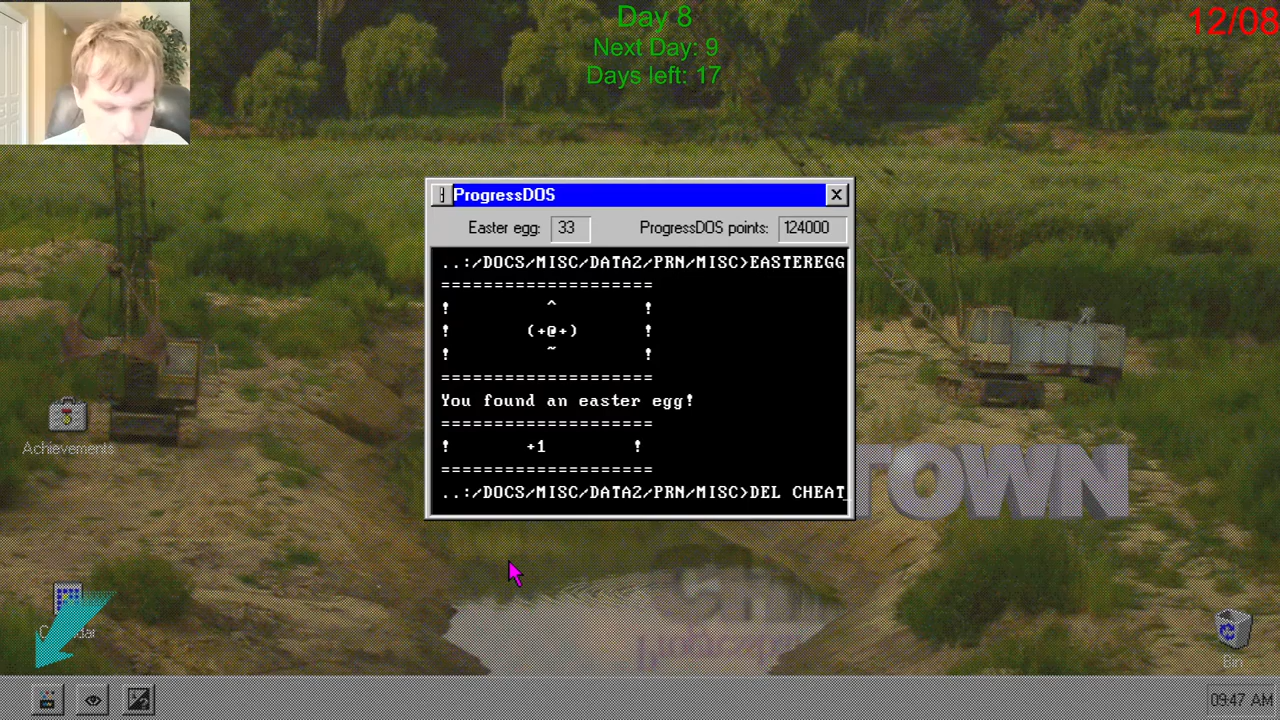 Day 8
12/08
Next Day: 9
Days left: 17
ProgressDOS
Easter egg: 33 ProgressDOS points: 124000
..:/DOCS/MISC/DATA2/PRN/MISC>EASTEREGG
====================
! ^ !
! (+@+) !
! ~ !
====================
You found an easter egg!
====================
! +1 !
====================
..:/DOCS/MISC/DATA2/PRN/MISC>DEL CHEAT_
Achievements
TOWN
Bin
09:47 AM